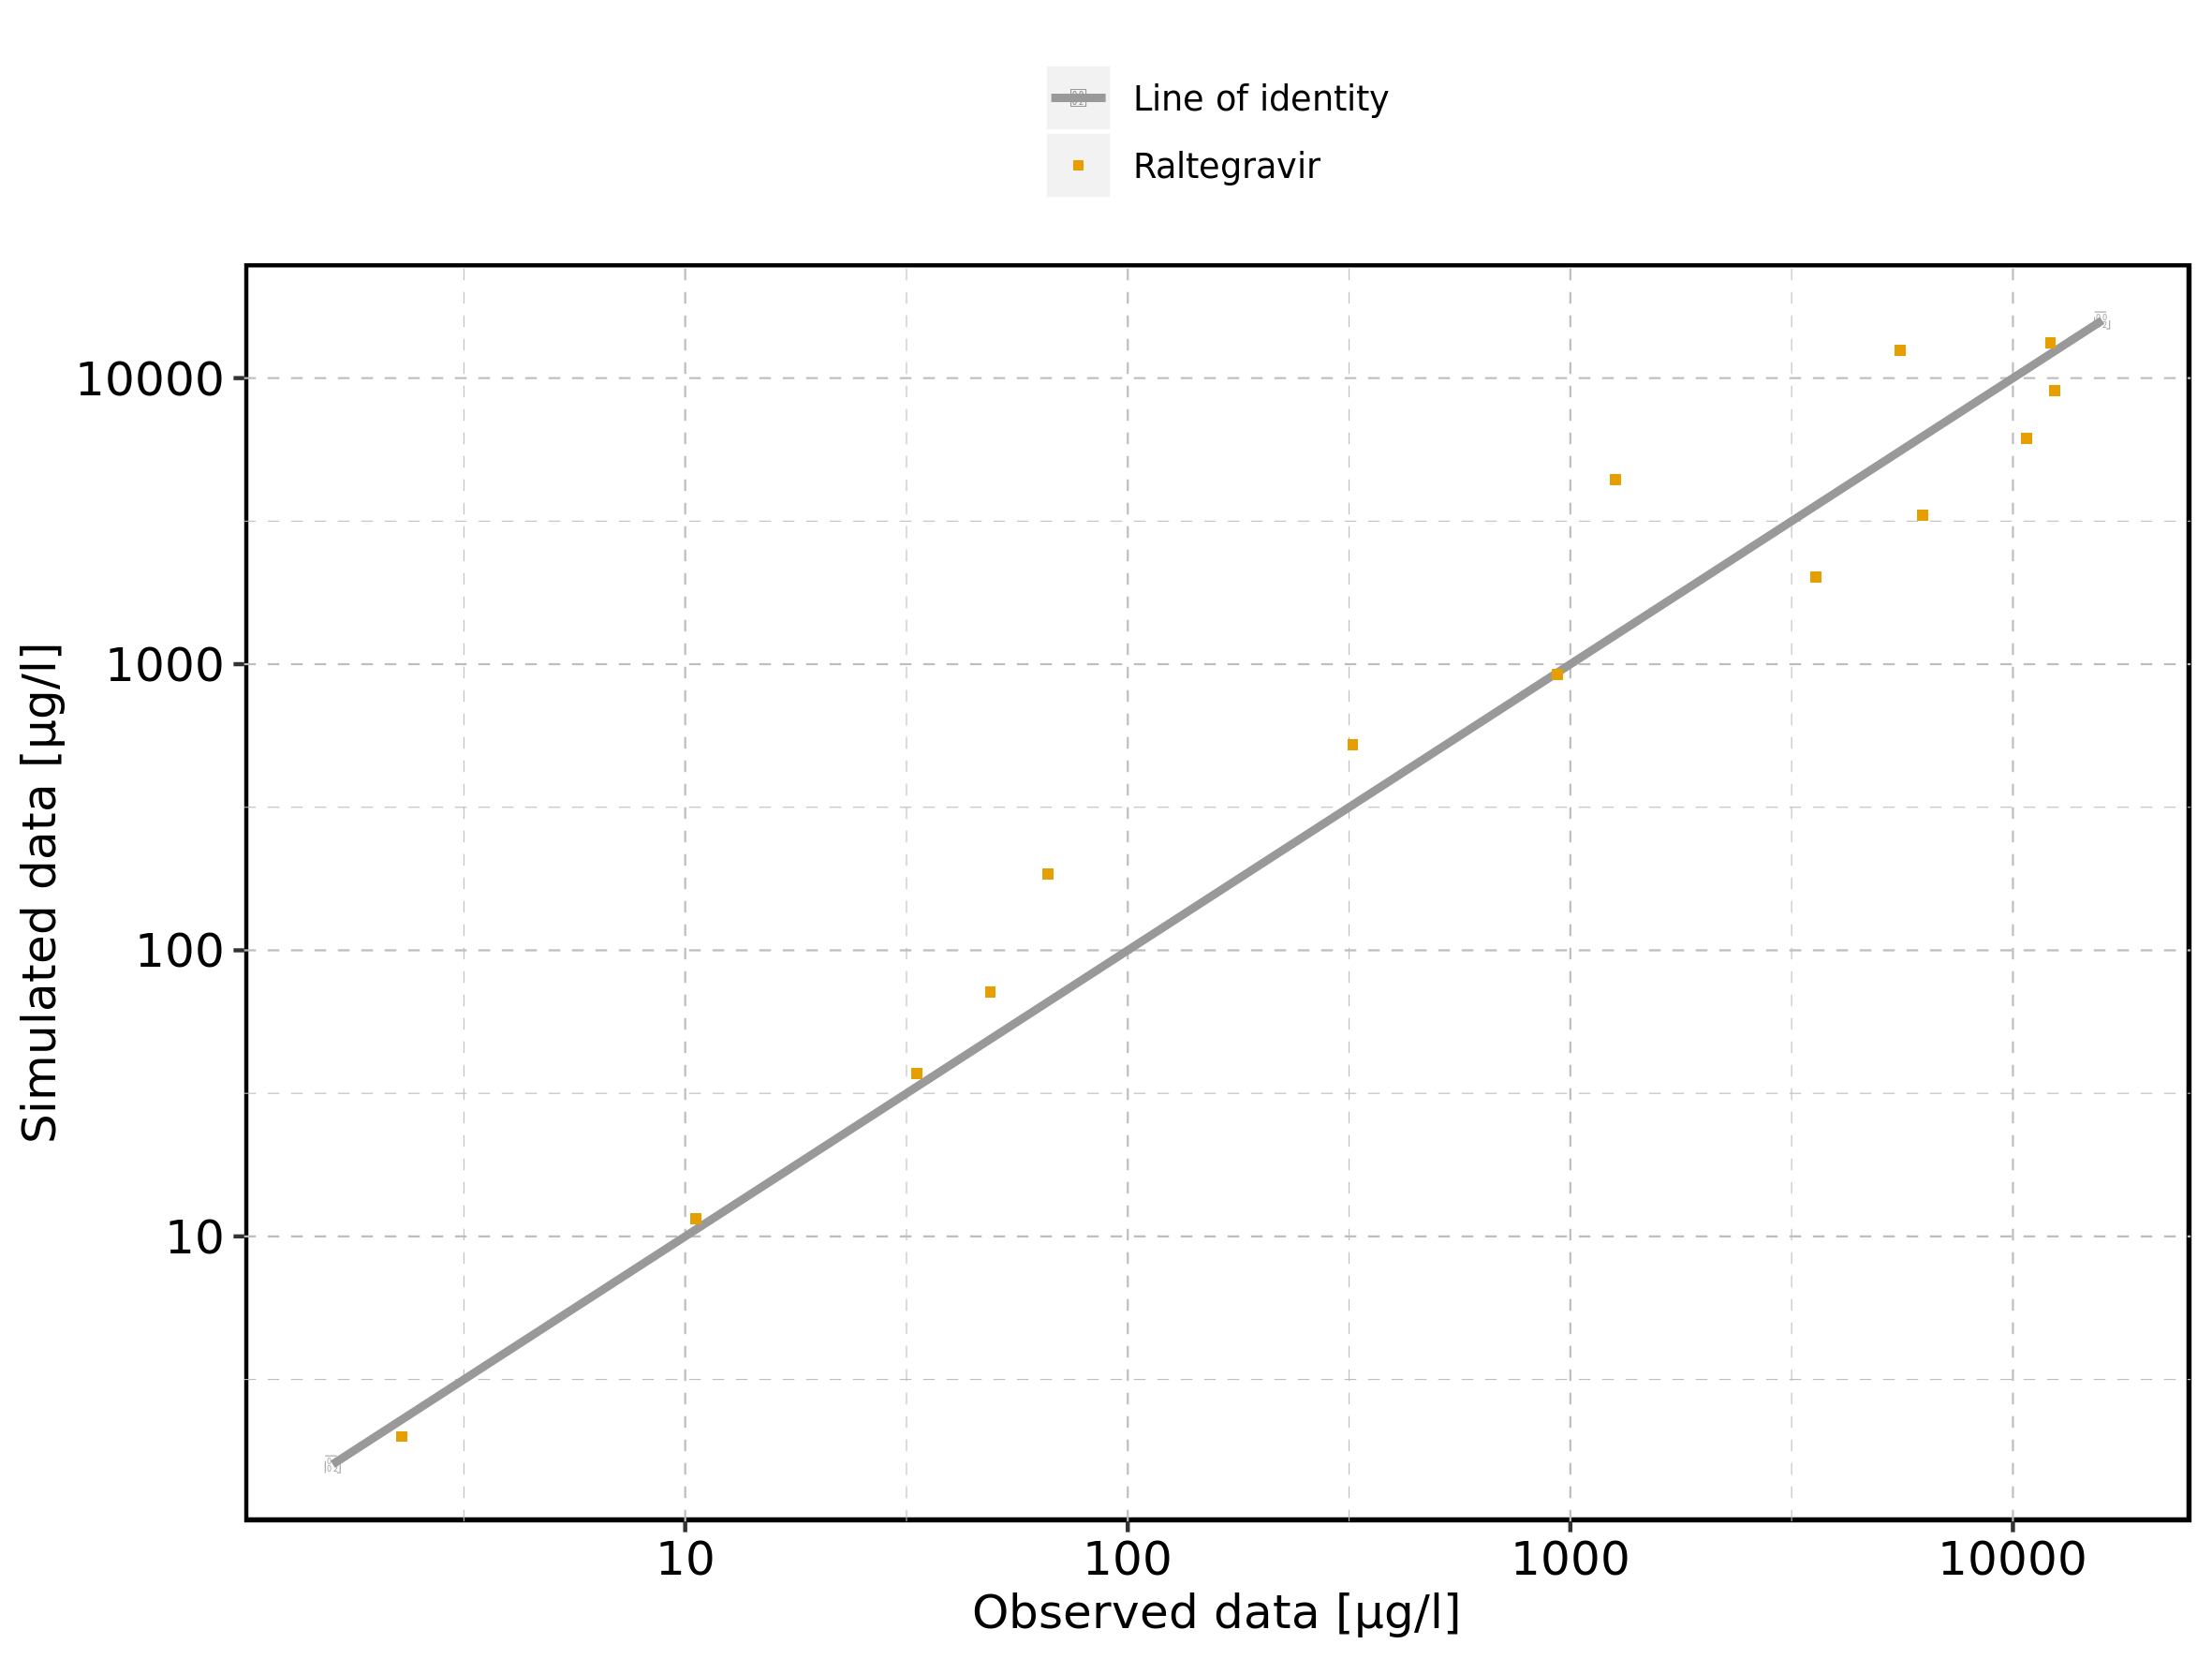 Line of identity
Raltegravir
10000
1000
100
10
Simulated data [µg/l]
10
100
1000
10000
Observed data [µg/l]